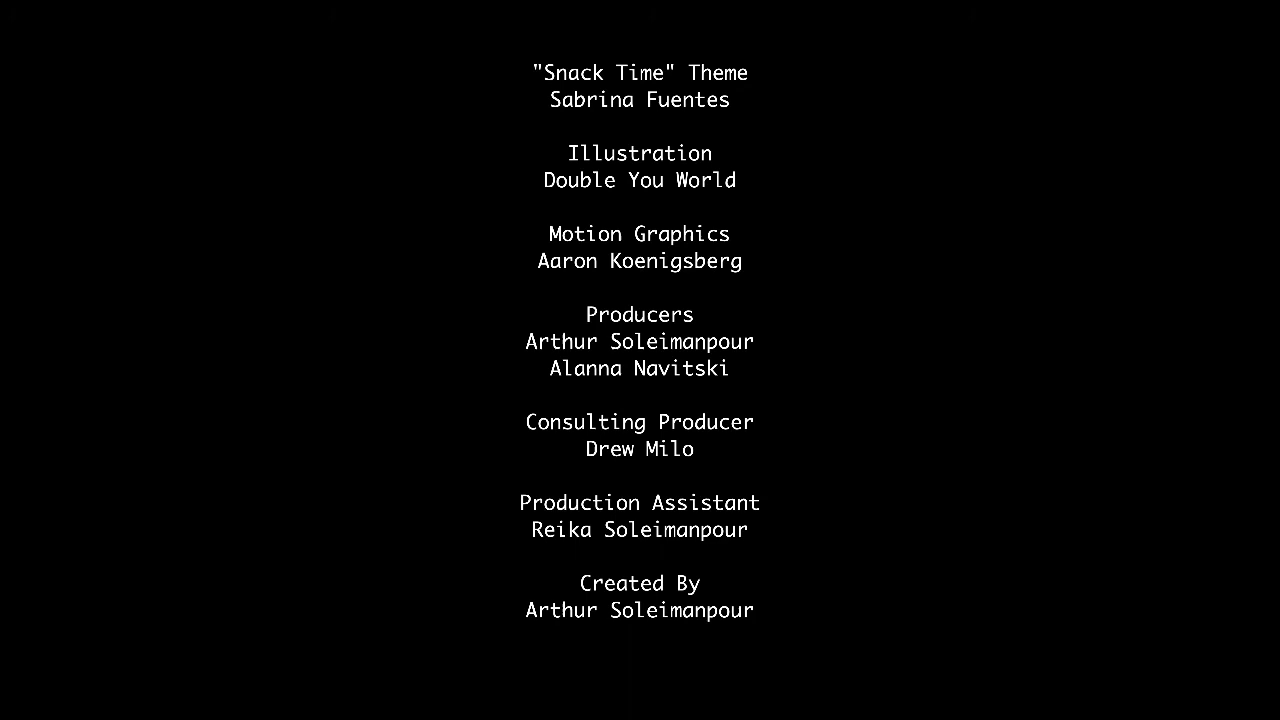 "Snack Time" Theme
Sabrina Fuentes
Illustration
Double You World
Motion Graphics
Aaron Koenigsberg
Producers
Arthur Soleimanpour
Alanna Navitski
Consulting Producer
Drew Milo
Production Assistant
Reika Soleimanpour
Created By
Arthur Soleimanpour